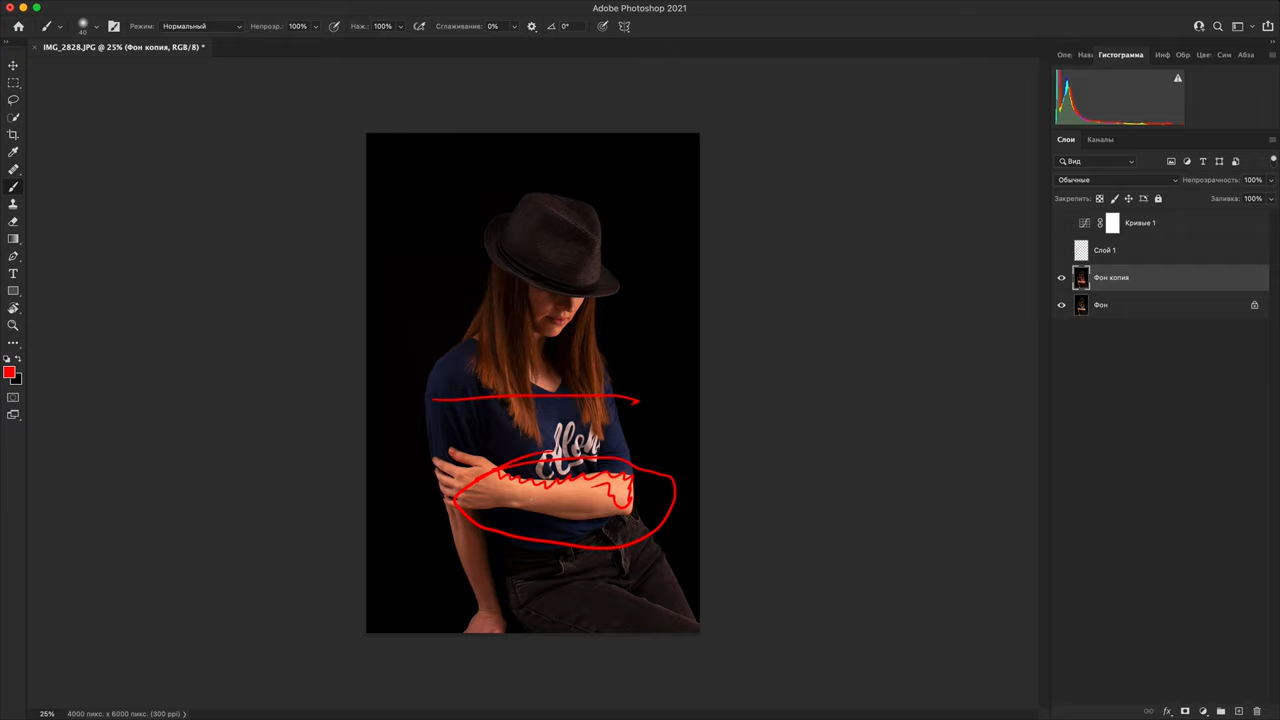 Adobe Photoshop 2021
40
Режим: Нормальный
Непрозр.: 100%
Наж.: 100%
Сглаживание: 0%
0°
IMG_2828.JPG @ 25% (Фон копия, RGB/8) *
Опе
Нав
Гистограмма
Инф
Обр
Цве
Сим
Абза
Слои
Каналы
Вид
Обычные
Непрозрачность: 100%
Закрепить:
Заливка: 100%
Кривые 1
Слой 1
Фон копия
Фон
25%
4000 пикс. x 6000 пикс. (300 ppi)